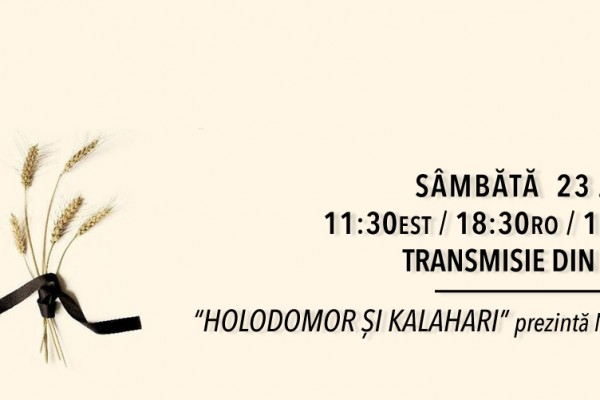 SÂMBĂTĂ 23
11:30EST / 18:30RO / 1
TRANSMISIE DIN
“HOLODOMOR ȘI KALAHARI” prezintă